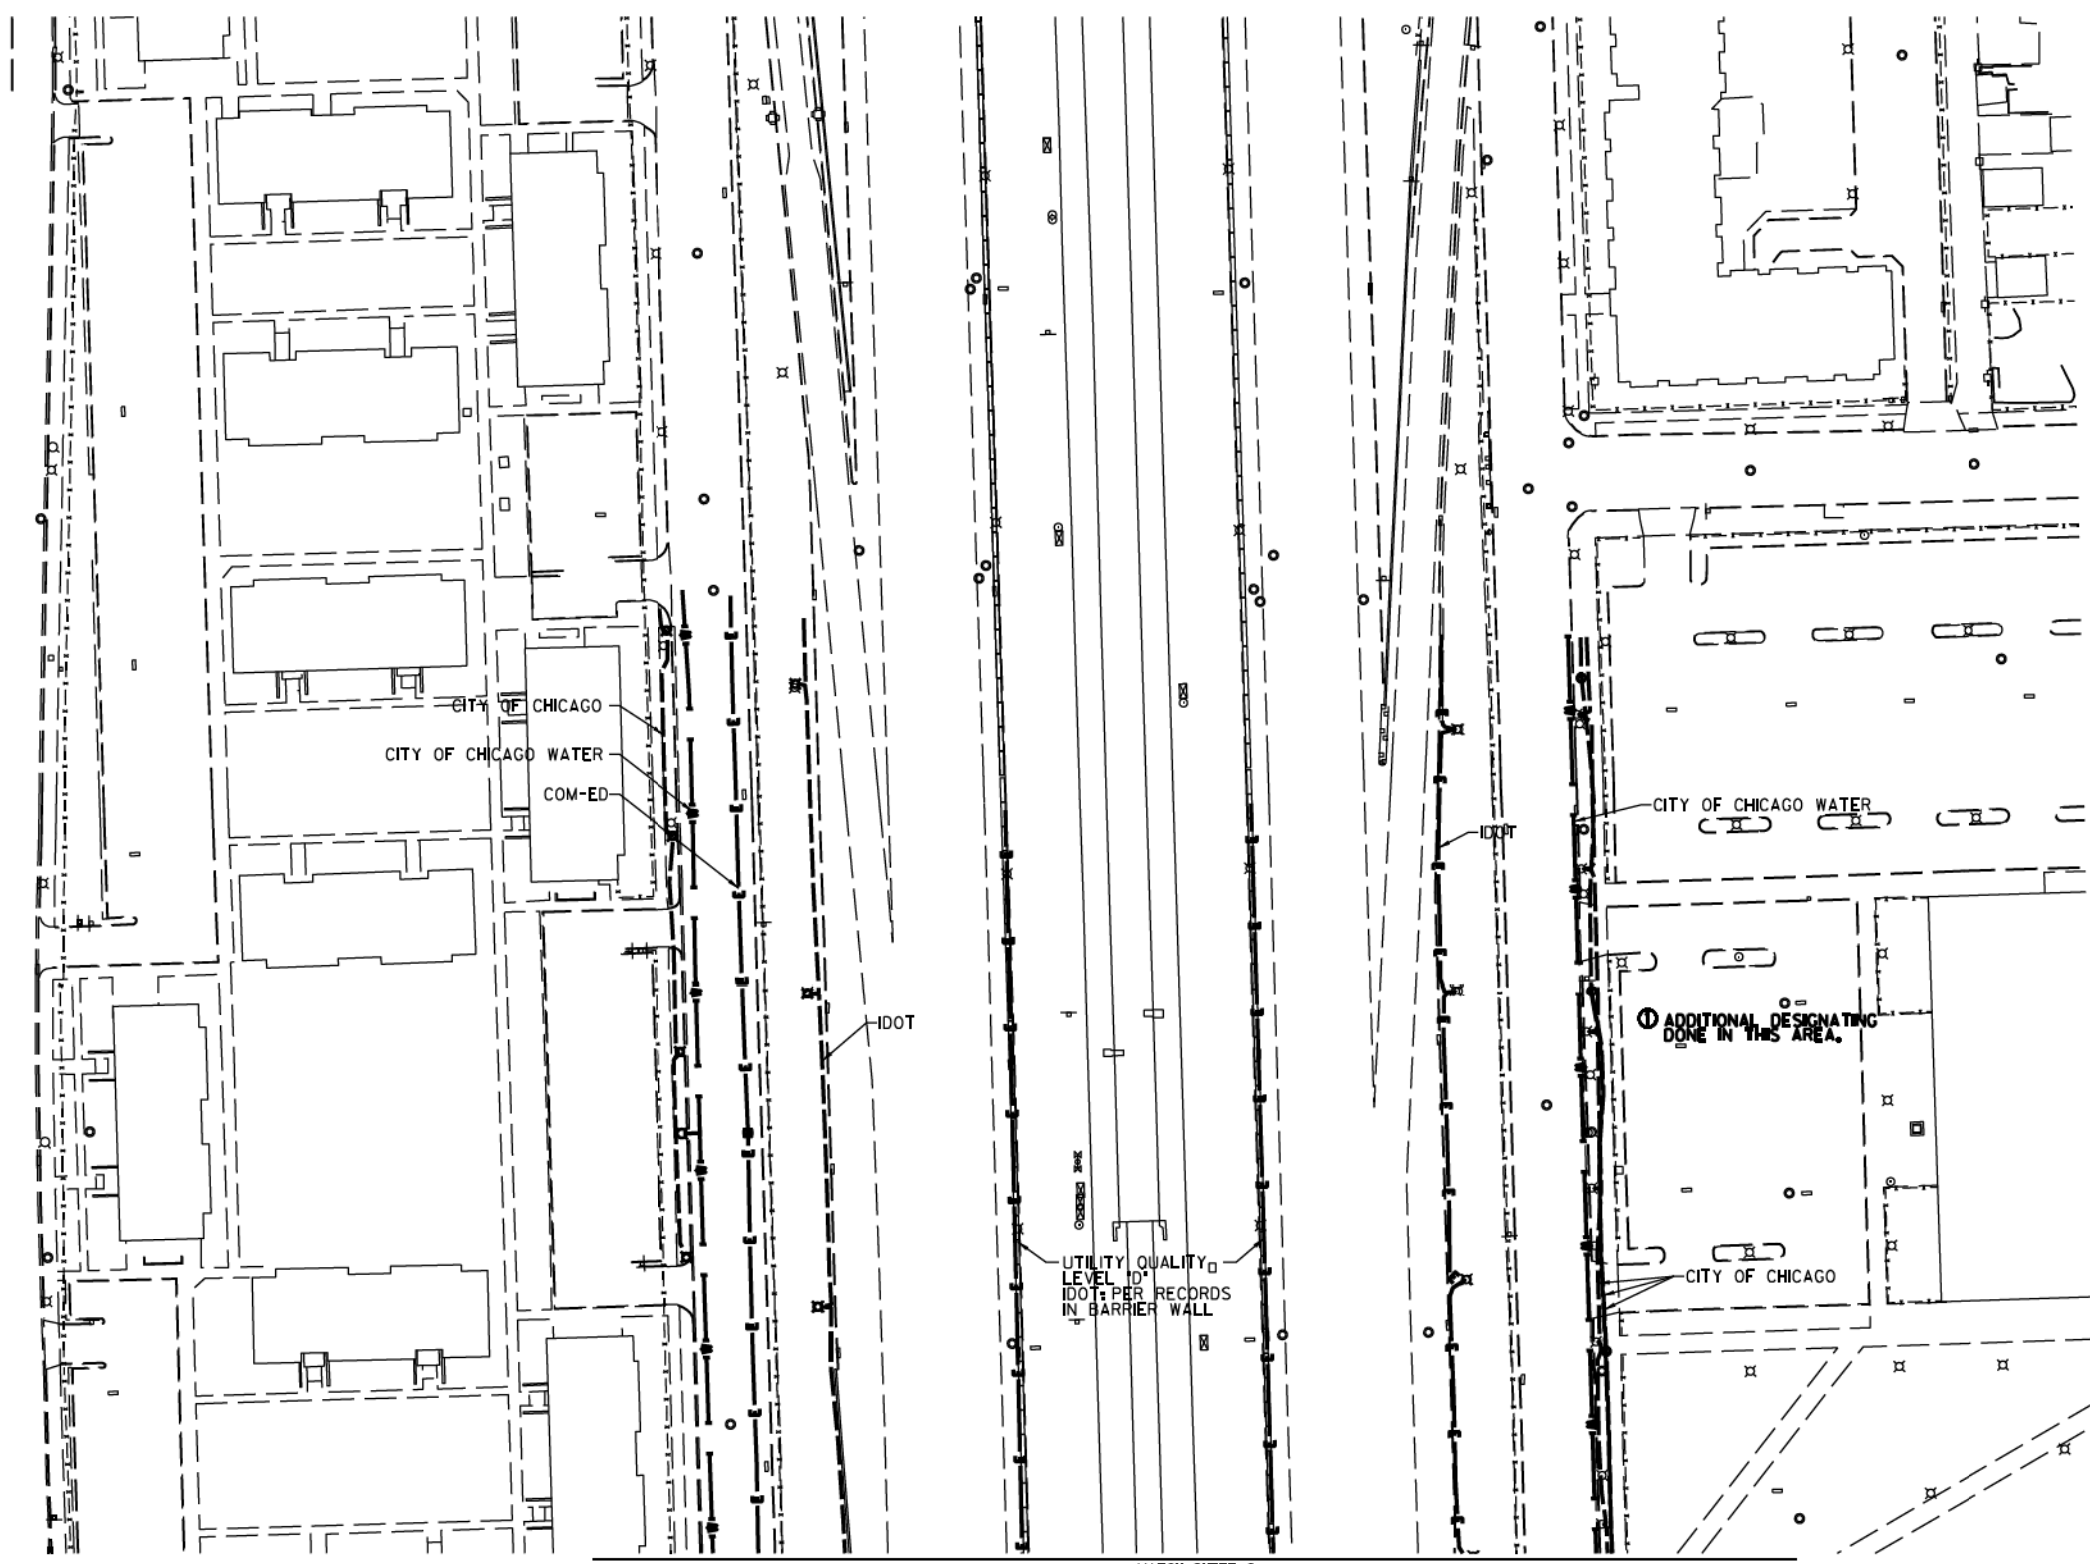 CITY OF CHICAGO
CITY OF CHICAGO WATER
COM-ED
CITY OF CHICAGO WATER
IDOT
IDOT
① ADDITIONAL DESIGNATING
DONE IN THIS AREA.
UTILITY QUALITY
LEVEL "D"
IDOT: PER RECORDS
IN BARRIER WALL
CITY OF CHICAGO